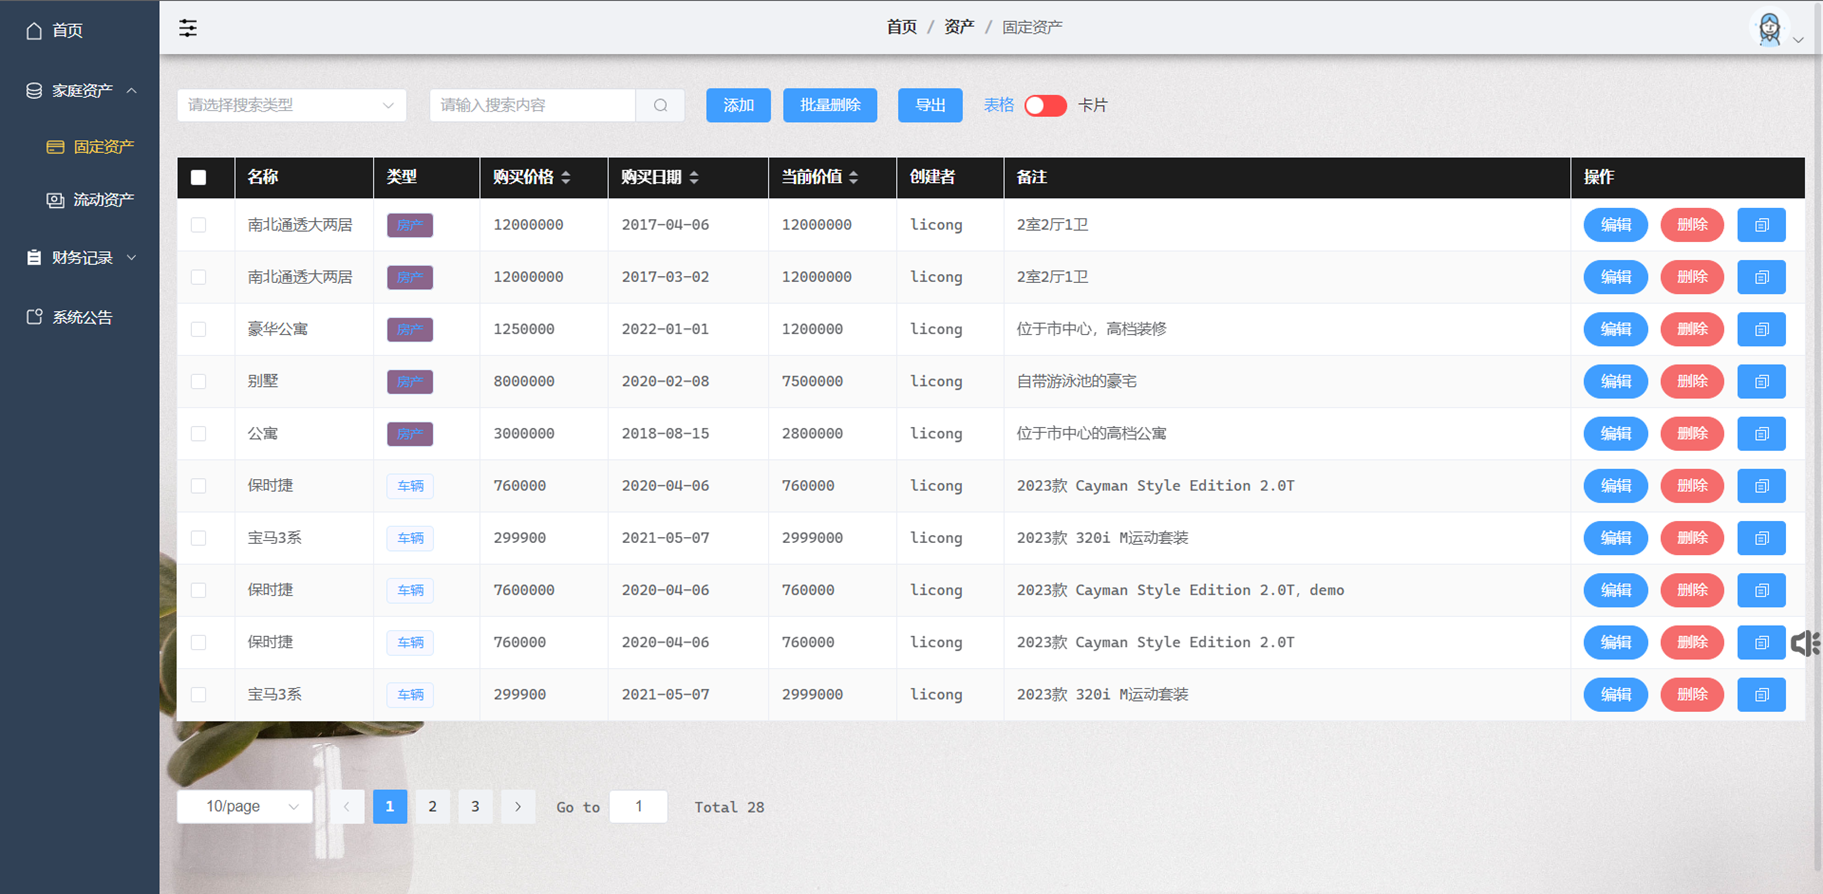 首页
家庭资产
固定资产
流动资产
财务记录
系统公告
首页 / 资产 / 固定资产
请选择搜索类型 请输入搜索内容 添加 批量删除 导出 表格 卡片
名称 类型 购买价格 购买日期 当前价值 创建者 备注 操作
南北通透大两居 房产 12000000 2017-04-06 12000000 licong 2室2厅1卫 编辑 删除
南北通透大两居 房产 12000000 2017-03-02 12000000 licong 2室2厅1卫 编辑 删除
豪华公寓 房产 1250000 2022-01-01 1200000 licong 位于市中心，高档装修 编辑 删除
别墅 房产 8000000 2020-02-08 7500000 licong 自带游泳池的豪宅 编辑 删除
公寓 房产 3000000 2018-08-15 2800000 licong 位于市中心的高档公寓 编辑 删除
保时捷 车辆 760000 2020-04-06 760000 licong 2023款 Cayman Style Edition 2.0T 编辑 删除
宝马3系 车辆 299900 2021-05-07 2999000 licong 2023款 320i M运动套装 编辑 删除
保时捷 车辆 7600000 2020-04-06 760000 licong 2023款 Cayman Style Edition 2.0T，demo 编辑 删除
保时捷 车辆 760000 2020-04-06 760000 licong 2023款 Cayman Style Edition 2.0T 编辑 删除
宝马3系 车辆 299900 2021-05-07 2999000 licong 2023款 320i M运动套装 编辑 删除
10/page 1 2 3 Go to 1 Total 28